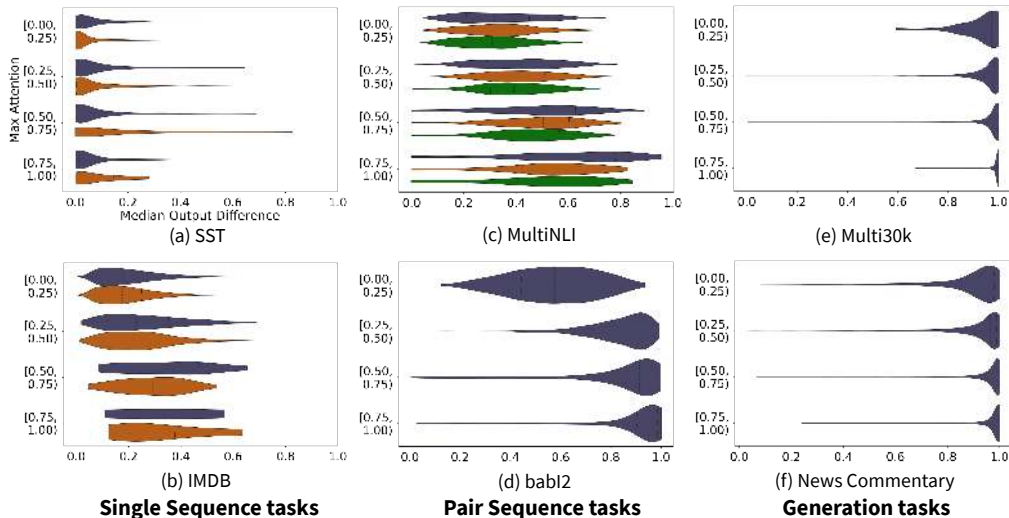 Max Attention
[0.00,
0.25)
[0.25,
0.50)
[0.50,
0.75)
[0.75,
1.00)
0.0 0.2 0.4 0.6 0.8 1.0
Median Output Difference
(a) SST
[0.00,
0.25)
[0.25,
0.50)
[0.50,
0.75)
[0.75,
1.00)
0.0 0.2 0.4 0.6 0.8 1.0
(c) MultiNLI
[0.00,
0.25)
[0.25,
0.50)
[0.50,
0.75)
[0.75,
1.00)
0.0 0.2 0.4 0.6 0.8 1.0
(e) Multi30k
[0.00,
0.25)
[0.25,
0.50)
[0.50,
0.75)
[0.75,
1.00)
0.0 0.2 0.4 0.6 0.8 1.0
(b) IMDB
[0.00,
0.25)
[0.25,
0.50)
[0.50,
0.75)
[0.75,
1.00)
0.0 0.2 0.4 0.6 0.8 1.0
(d) babI2
[0.00,
0.25)
[0.25,
0.50)
[0.50,
0.75)
[0.75,
1.00)
0.0 0.2 0.4 0.6 0.8 1.0
(f) News Commentary
Single Sequence tasks
Pair Sequence tasks
Generation tasks